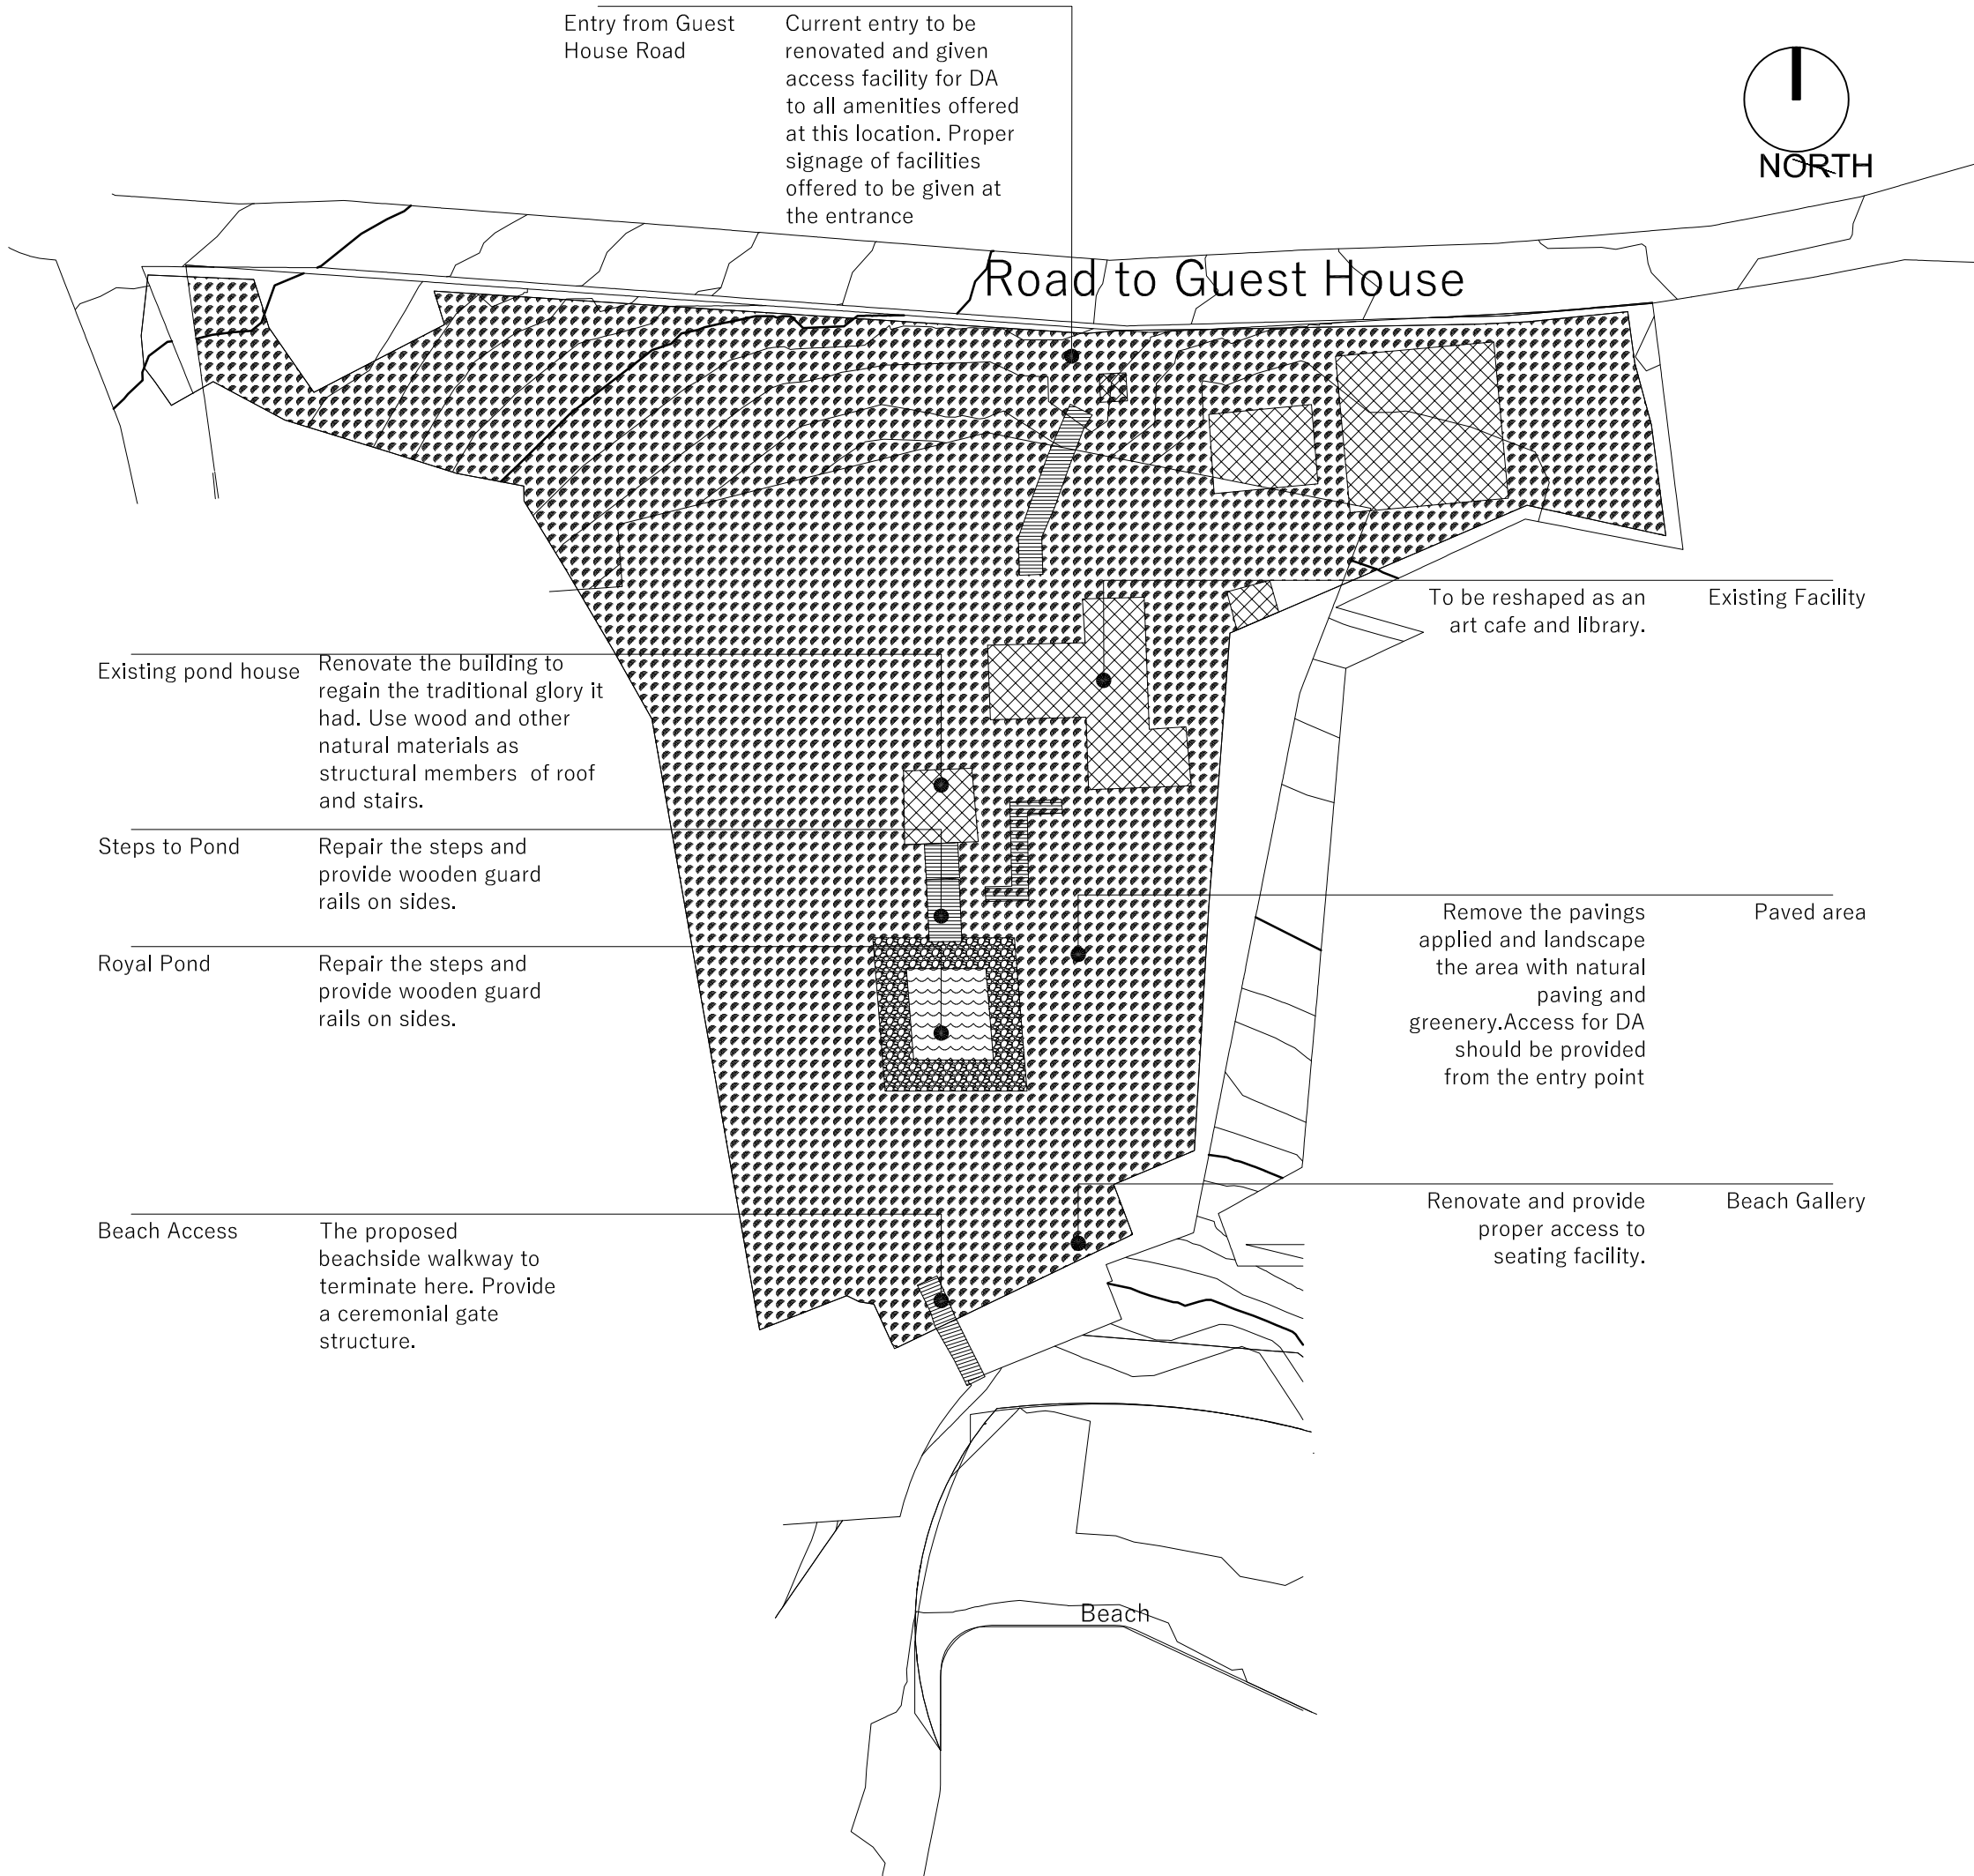 Entry from Guest
House Road
Current entry to be
renovated and given
access facility for DA
to all amenities offered
at this location. Proper
signage of facilities
offered to be given at
the entrance
NORTH
Road to Guest House
To be reshaped as an
art cafe and library.
Existing Facility
Existing pond house
Renovate the building to
regain the traditional glory it
had. Use wood and other
natural materials as
structural members of roof
and stairs.
Steps to Pond
Repair the steps and
provide wooden guard
rails on sides.
Remove the pavings
applied and landscape
the area with natural
paving and
greenery.Access for DA
should be provided
from the entry point
Paved area
Royal Pond
Repair the steps and
provide wooden guard
rails on sides.
Renovate and provide
proper access to
seating facility.
Beach Gallery
Beach Access
The proposed
beachside walkway to
terminate here. Provide
a ceremonial gate
structure.
Beach